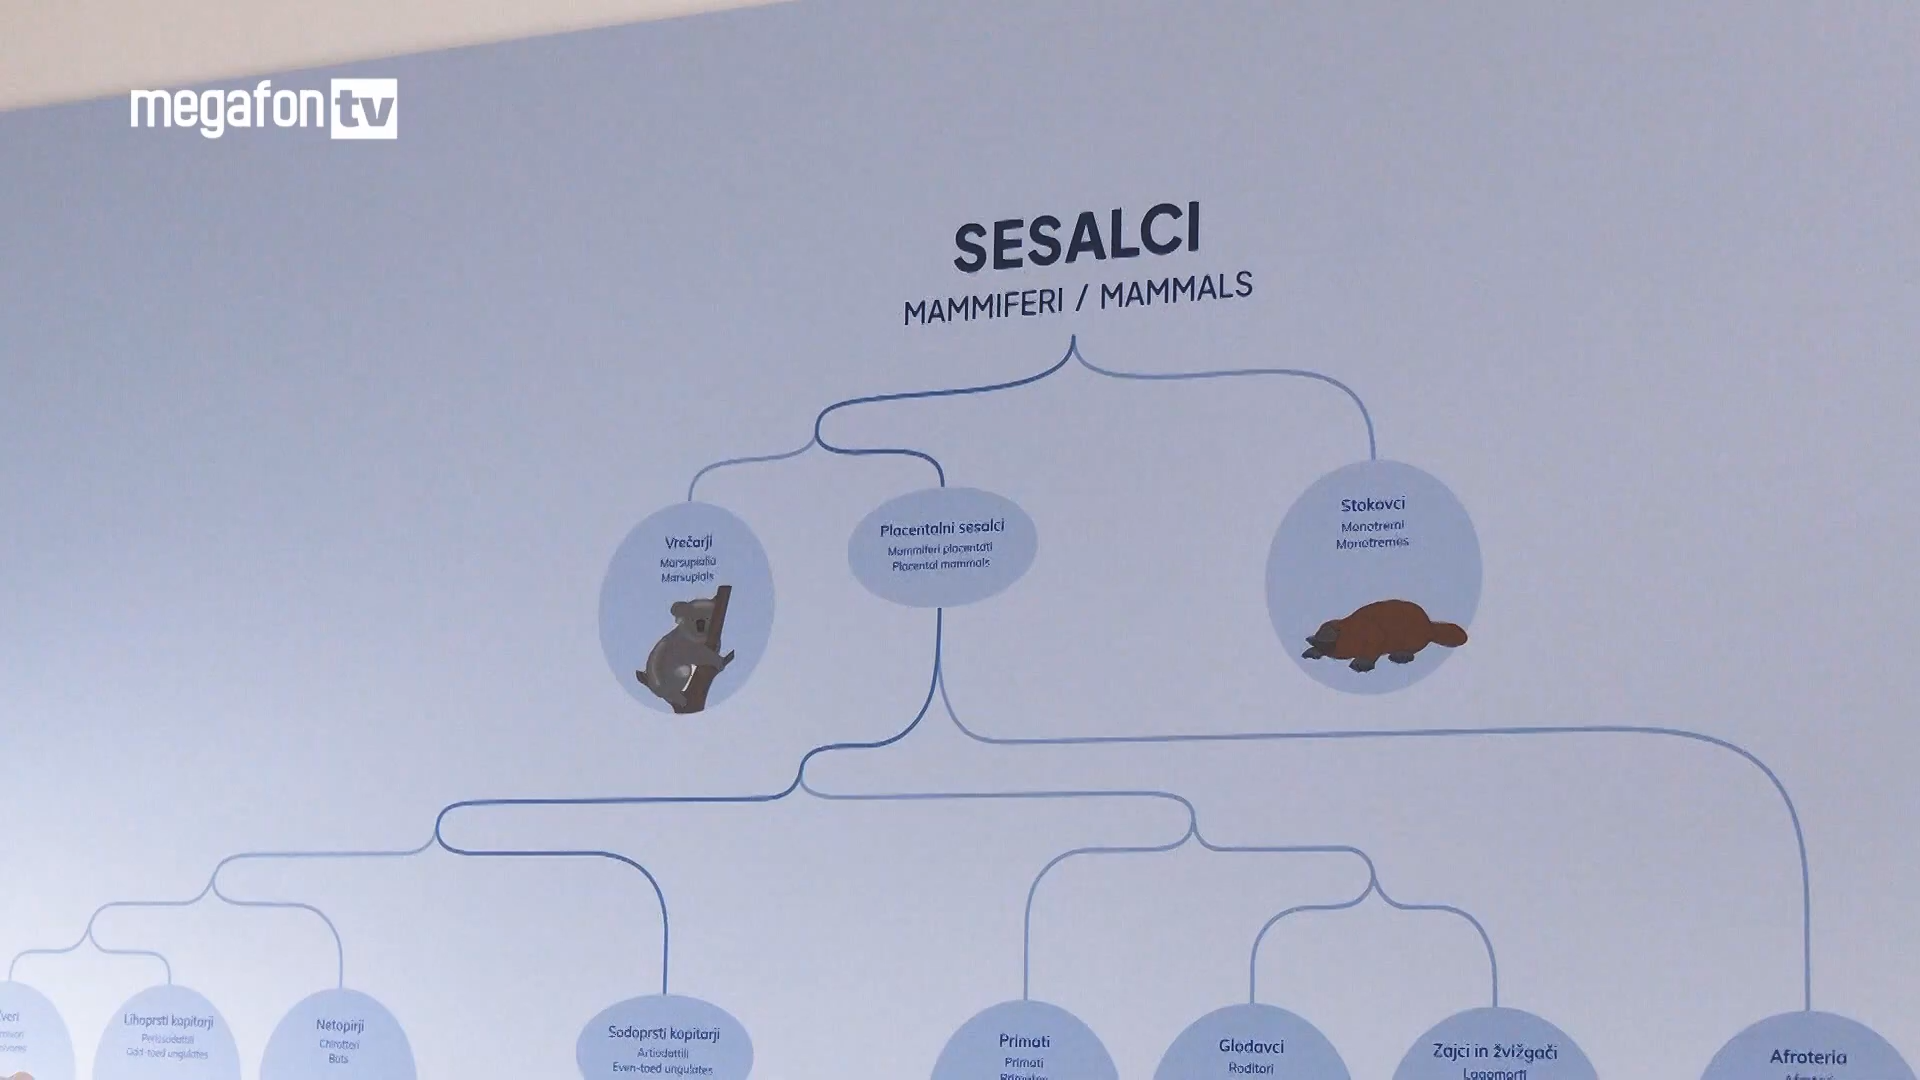 megafon tv
SESALCI
MAMMIFERI / MAMMALS
Vrečarji
Marsupialia
Marsupials
Placentalni sesalci
Mammiferi placentati
Placental mammals
Stokovci
Monotremi
Monotremes
Lihoprsti kopitarji
Perissodattili
Odd-toed ungulates
Netopirji
Chirotteri
Bats
Sodoprsti kopitarji
Artiodattili
Even-toed ungulates
Primati
Primati
Glodavci
Roditori
Zajci in žvižgači
Lagomorfi
Afroteria